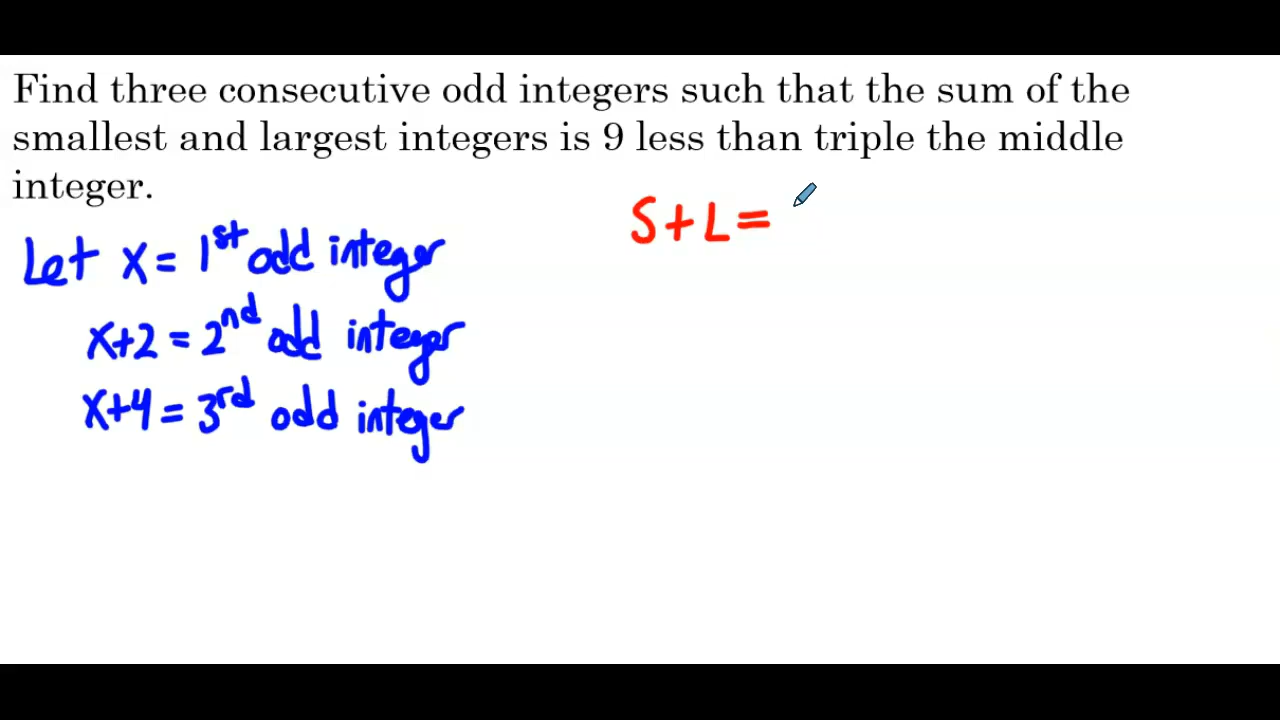 Find three consecutive odd integers such that the sum of the
smallest and largest integers is 9 less than triple the middle
integer.
S+L=
Let x = 1st odd integer
x+2 = 2nd odd integer
x+4 = 3rd odd integer